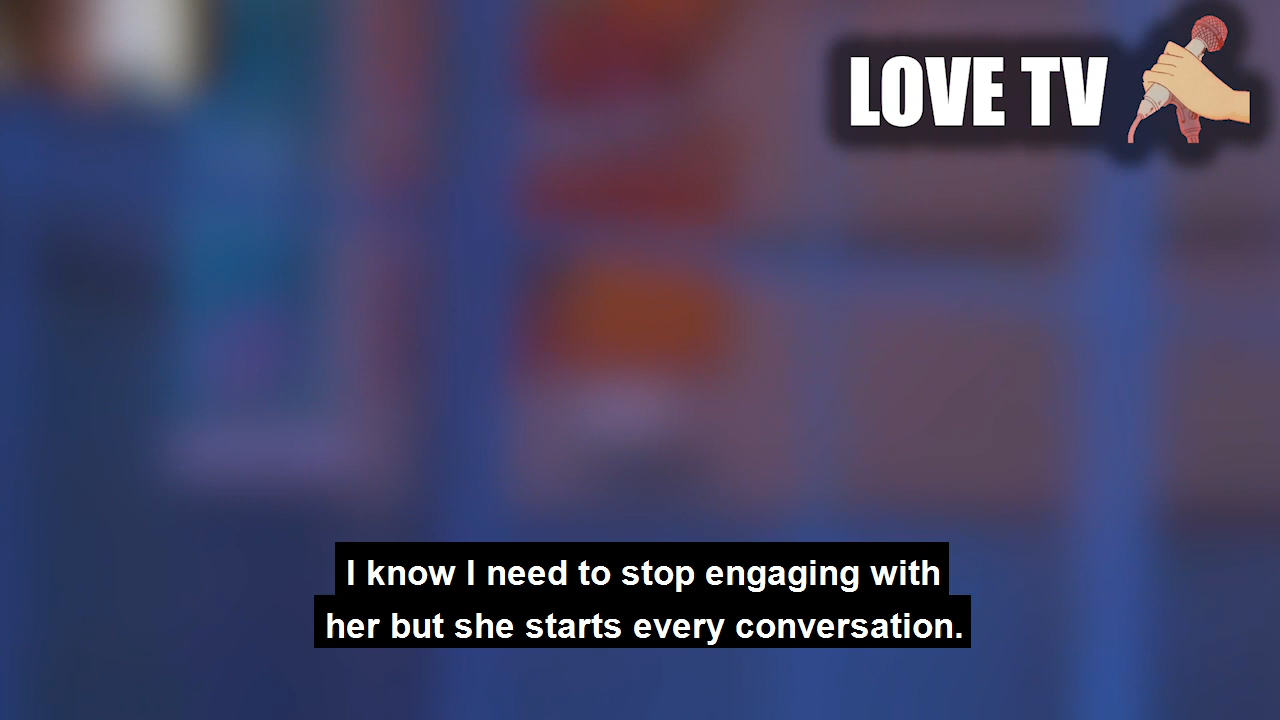 LOVE TV
I know I need to stop engaging with
her but she starts every conversation.